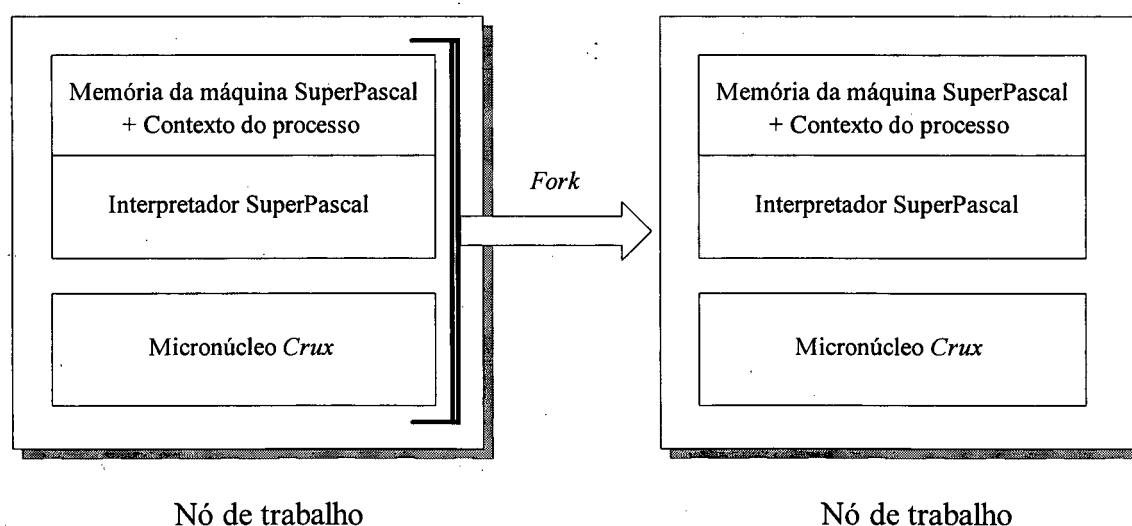 Memória da máquina SuperPascal
+ Contexto do processo
Interpretador SuperPascal
Micronúcleo Crux
Nó de trabalho
Fork
Memória da máquina SuperPascal
+ Contexto do processo
Interpretador SuperPascal
Micronúcleo Crux
Nó de trabalho